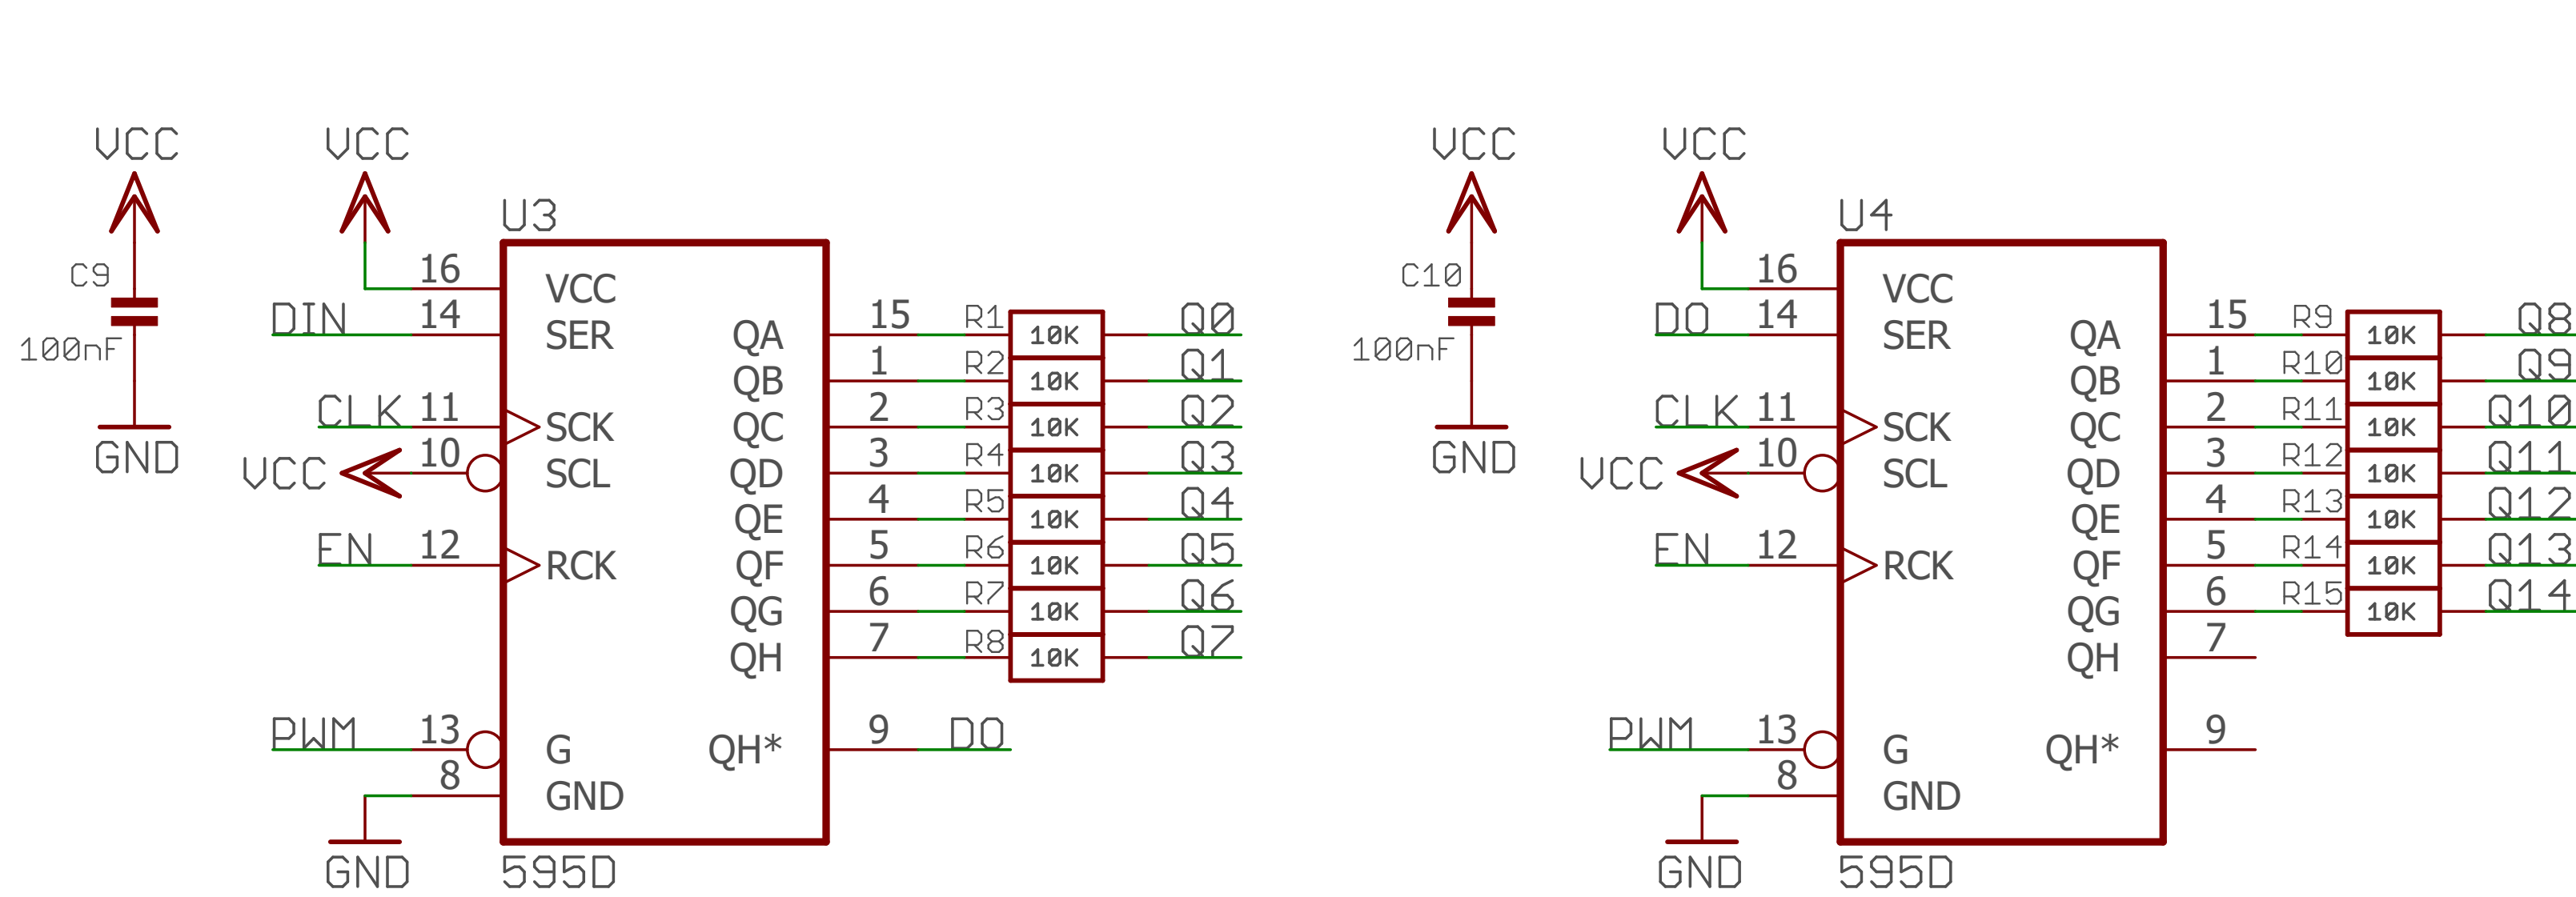 VCC VCC VCC VCC
U3 U4
C9 16 VCC C10 16 VCC
DIN 14 SER QA 15 R1 10K Q0 DO 14 SER QA 15 R9 10K Q8
100nF QB 1 R2 10K Q1 100nF QB 1 R10 10K Q9
CLK 11 SCK QC 2 R3 10K Q2 CLK 11 SCK QC 2 R11 10K Q10
GND VCC 10 SCL QD 3 R4 10K Q3 GND VCC 10 SCL QD 3 R12 10K Q11
QE 4 R5 10K Q4 QE 4 R13 10K Q12
EN 12 RCK QF 5 R6 10K Q5 EN 12 RCK QF 5 R14 10K Q13
QG 6 R7 10K Q6 QG 6 R15 10K Q14
QH 7 R8 10K Q7 QH 7
PWM 13 G QH* 9 DO PWM 13 G QH* 9
8 GND 8 GND
GND 595D GND 595D